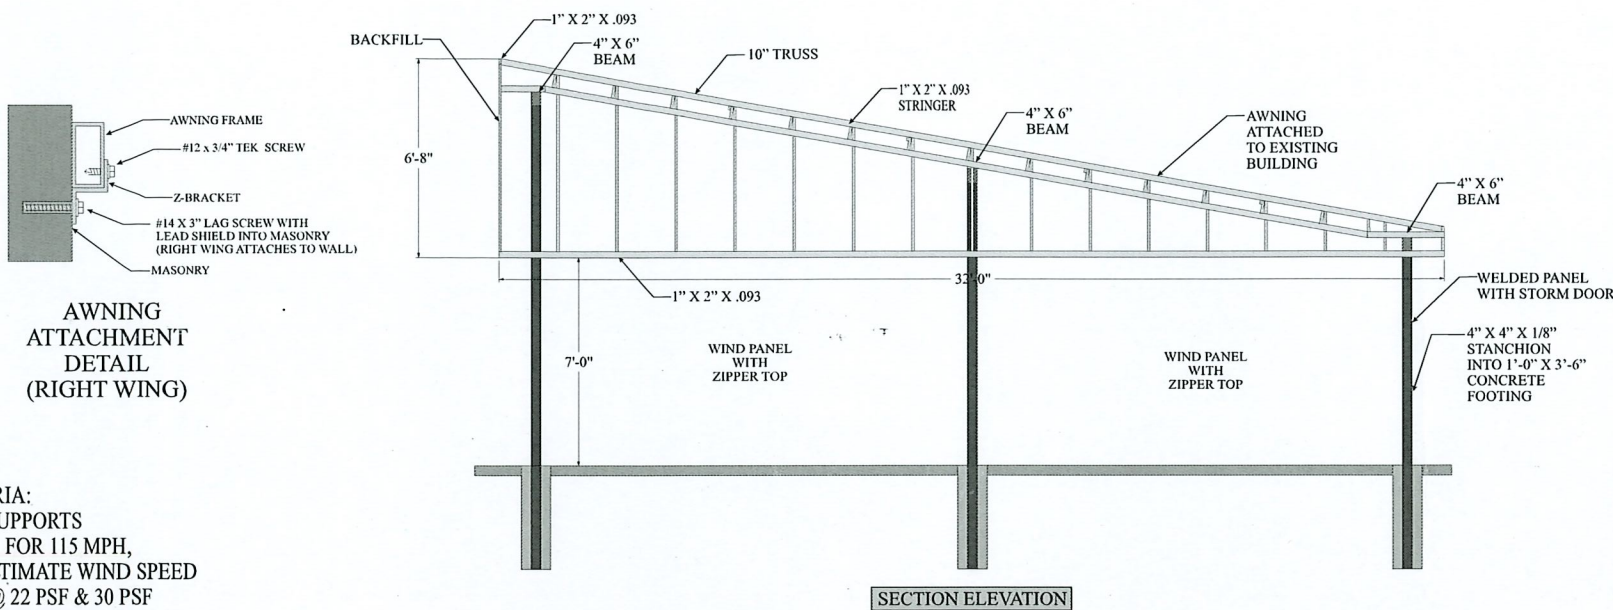 1” X 2” X .093
BACKFILL
4” X 6”
BEAM
10” TRUSS
1” X 2” X .093
STRINGER
4” X 6”
BEAM
AWNING
ATTACHED
TO EXISTING
BUILDING
4” X 6”
BEAM
6'-8"
32'-0"
1” X 2” X .093
7'-0"
WIND PANEL
WITH
ZIPPER TOP
WIND PANEL
WITH
ZIPPER TOP
WELDED PANEL
WITH STORM DOOR
4” X 4” X 1/8”
STANCHION
INTO 1’-0” X 3’-6”
CONCRETE
FOOTING
SECTION ELEVATION
AWNING FRAME
#12 x 3/4” TEK SCREW
Z-BRACKET
#14 X 3” LAG SCREW WITH
LEAD SHIELD INTO MASONRY
(RIGHT WING ATTACHES TO WALL)
MASONRY
AWNING
ATTACHMENT
DETAIL
(RIGHT WING)
RIA:
UPPORTS
FOR 115 MPH,
TIMATE WIND SPEED
@ 22 PSF & 30 PSF